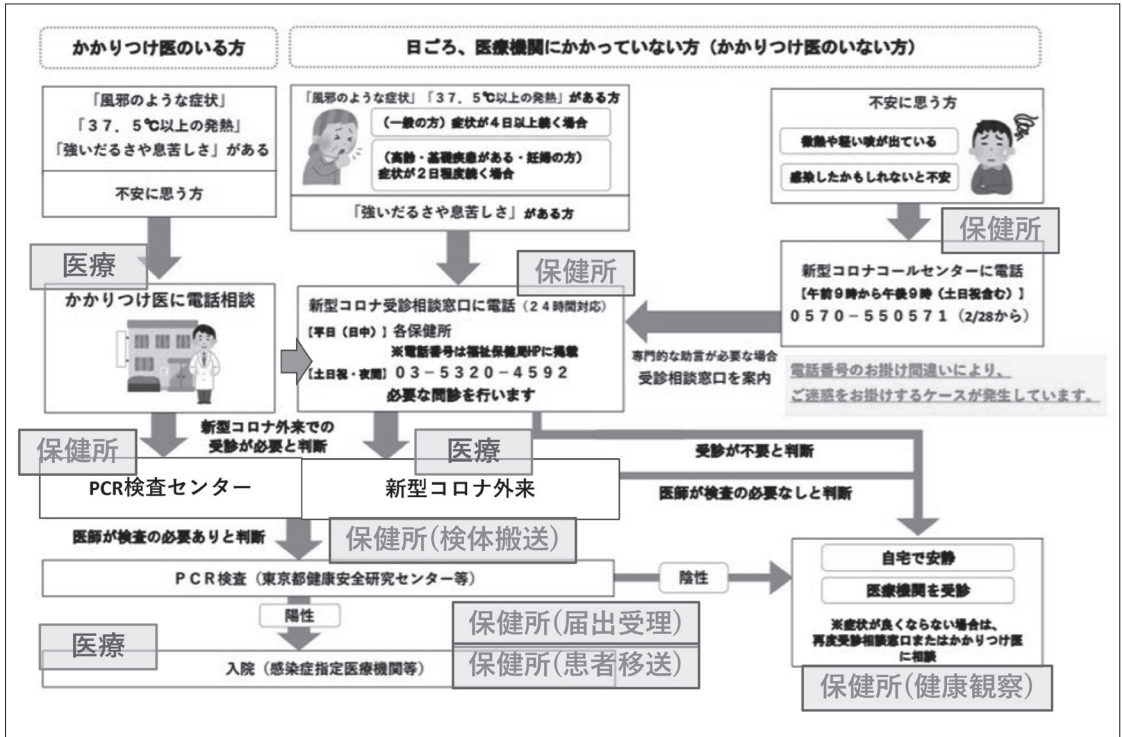 かかりつけ医のいる方
日ごろ、医療機関にかかっていない方（かかりつけ医のいない方）
「風邪のような症状」
「３７．５℃以上の発熱」
「強いだるさや息苦しさ」がある
不安に思う方
「風邪のような症状」「３７．５℃以上の発熱」がある方
（一般の方）症状が４日以上続く場合
（高齢・基礎疾患がある・妊婦の方）
症状が２日程度続く場合
「強いだるさや息苦しさ」がある方
不安に思う方
微熱や軽い咳が出ている
感染したかもしれないと不安
医療
保健所
保健所
かかりつけ医に電話相談
新型コロナ受診相談窓口に電話（２４時間対応）
【平日（日中）】各保健所
※電話番号は福祉保健局HPに掲載
【土日祝・夜間】０３－５３２０－４５９２
必要な問診を行います
新型コロナコールセンターに電話
【午前９時から午後９時（土日祝含む）】
０５７０－５５０５７１（2/28から）
専門的な助言が必要な場合
受診相談窓口を案内
電話番号のお掛け間違いにより、
ご迷惑をお掛けするケースが発生しています。
新型コロナ外来での
受診が必要と判断
保健所
医療
受診が不要と判断
PCR検査センター
新型コロナ外来
医師が検査の必要なしと判断
医師が検査の必要ありと判断
保健所(検体搬送)
ＰＣＲ検査（東京都健康安全研究センター等）
陰性
陽性
自宅で安静
医療機関を受診
※症状が良くならない場合は、
再度受診相談窓口またはかかりつけ医
に相談
保健所(届出受理)
医療
入院（感染症指定医療機関等）
保健所(患者移送)
保健所(健康観察)